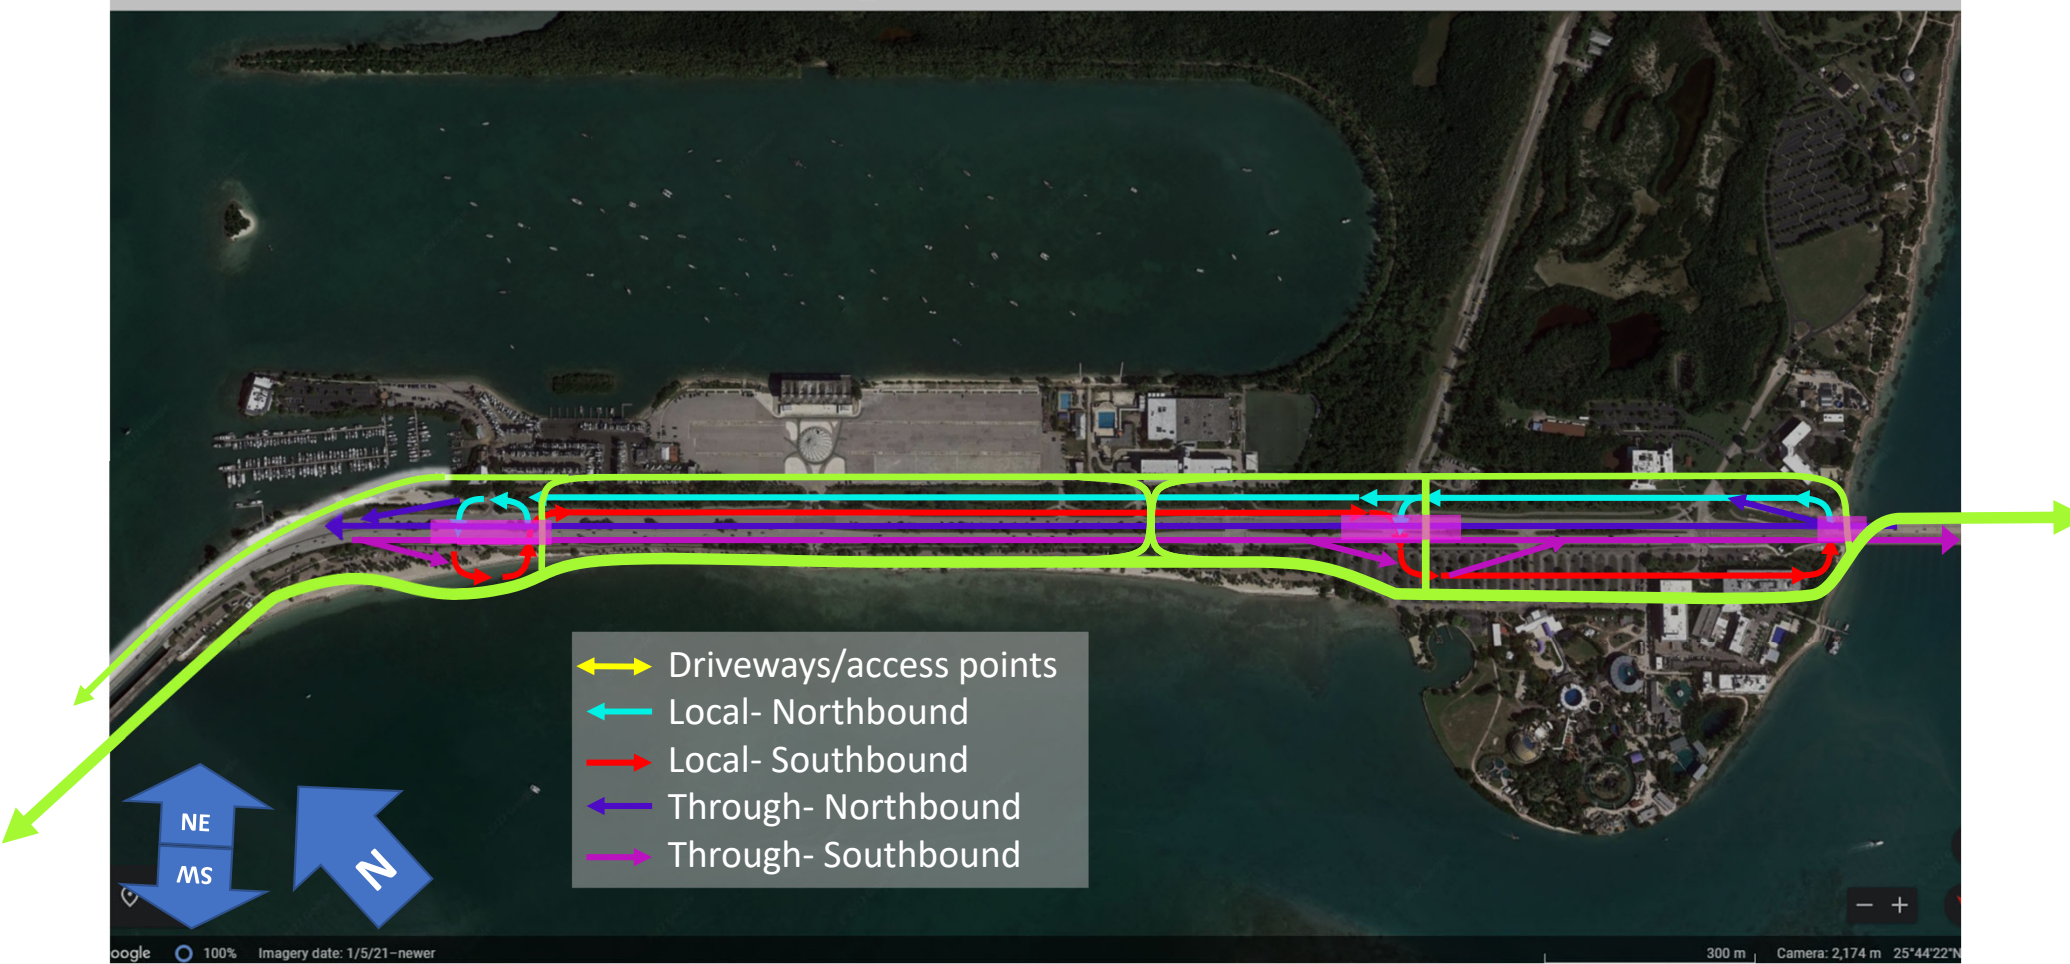 Driveways/access points
Local- Northbound
Local- Southbound
Through- Northbound
Through- Southbound
NE
SW
N
oogle
100%
Imagery date: 1/5/21-newer
300 m
Camera: 2,174 m
25°44'22"N